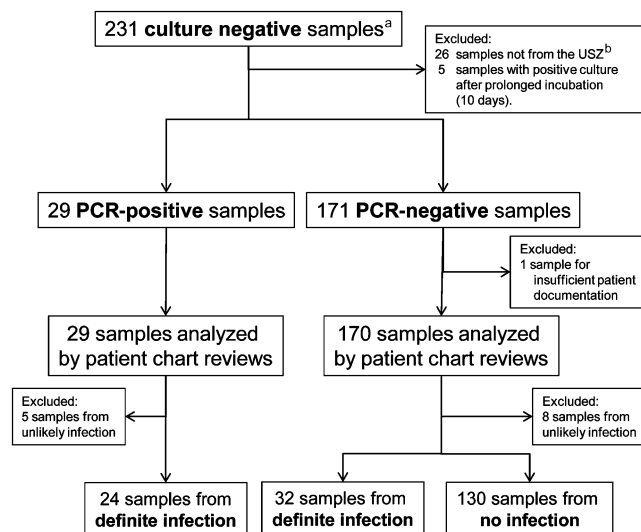 231 culture negative samplesa
Excluded:
26 samples not from the USZb
5 samples with positive culture
after prolonged incubation
(10 days).
29 PCR-positive samples
171 PCR-negative samples
Excluded:
1 sample for
insufficient patient
documentation
29 samples analyzed
by patient chart reviews
170 samples analyzed
by patient chart reviews
Excluded:
5 samples from
unlikely infection
Excluded:
8 samples from
unlikely infection
24 samples from
definite infection
32 samples from
definite infection
130 samples from
no infection